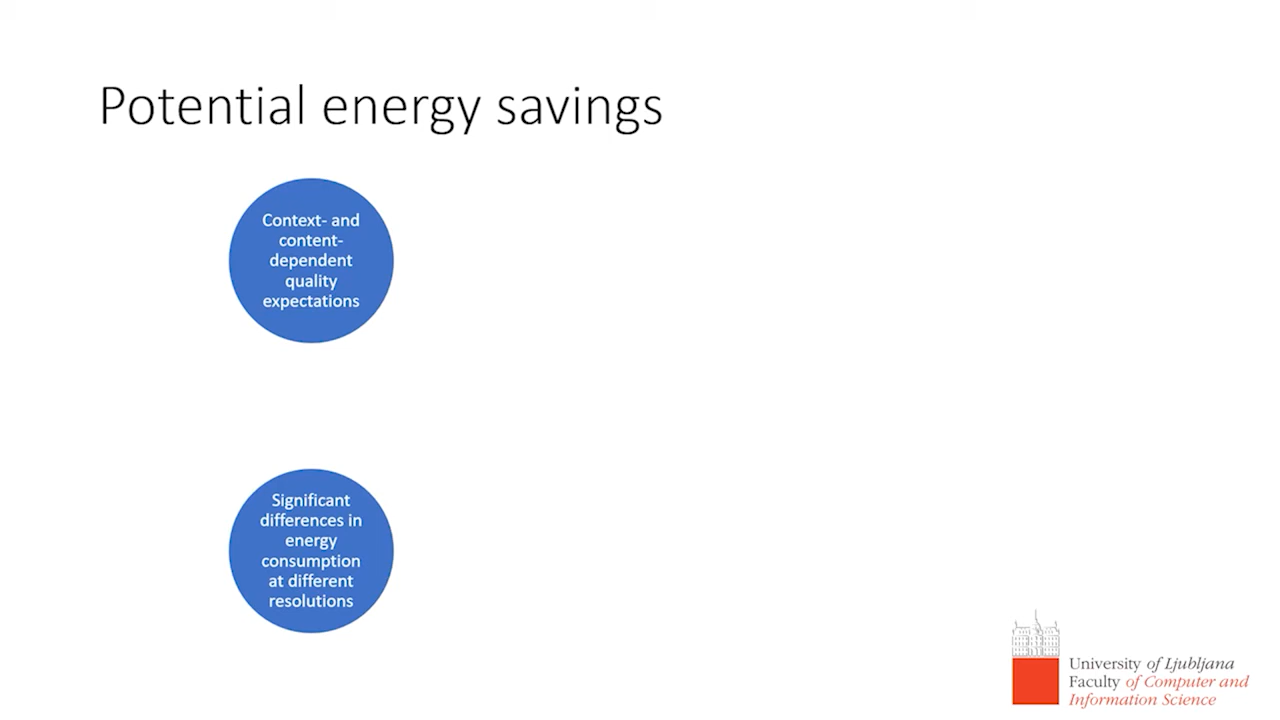 Potential energy savings
Context- and
content-
dependent
quality
expectations
Significant
differences in
energy
consumption
at different
resolutions
University of Ljubljana
Faculty of Computer and
Information Science